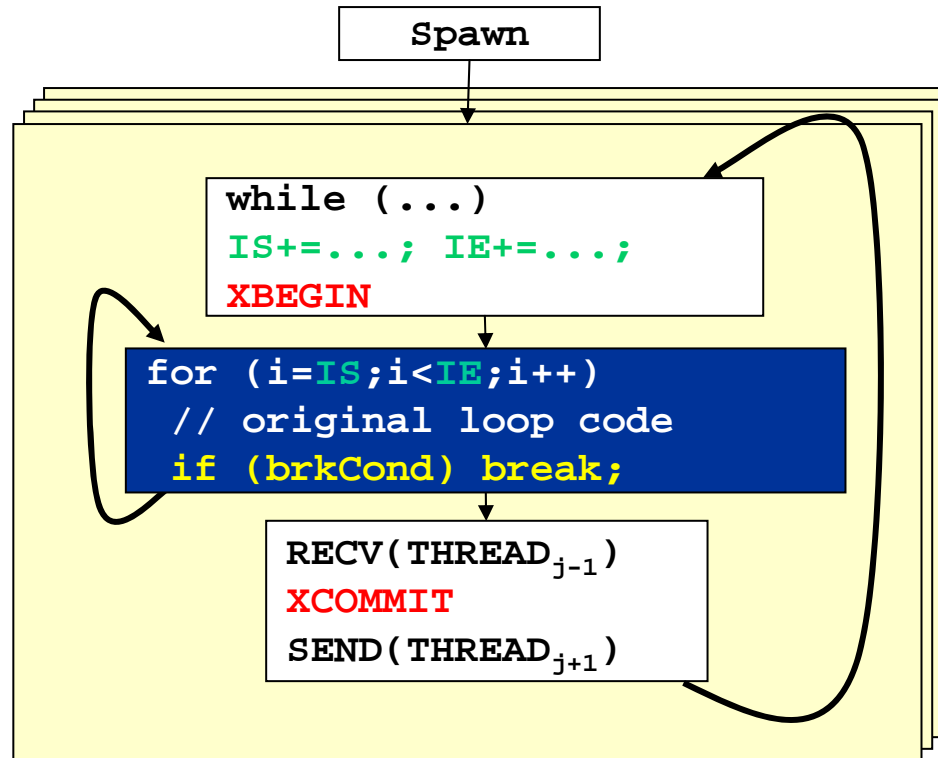 Spawn
while (...)
IS+=...; IE+=...;
XBEGIN
for (i=IS;i<IE;i++)
// original loop code
if (brkCond) break;
RECV(THREADj-1)
XCOMMIT
SEND(THREADj+1)